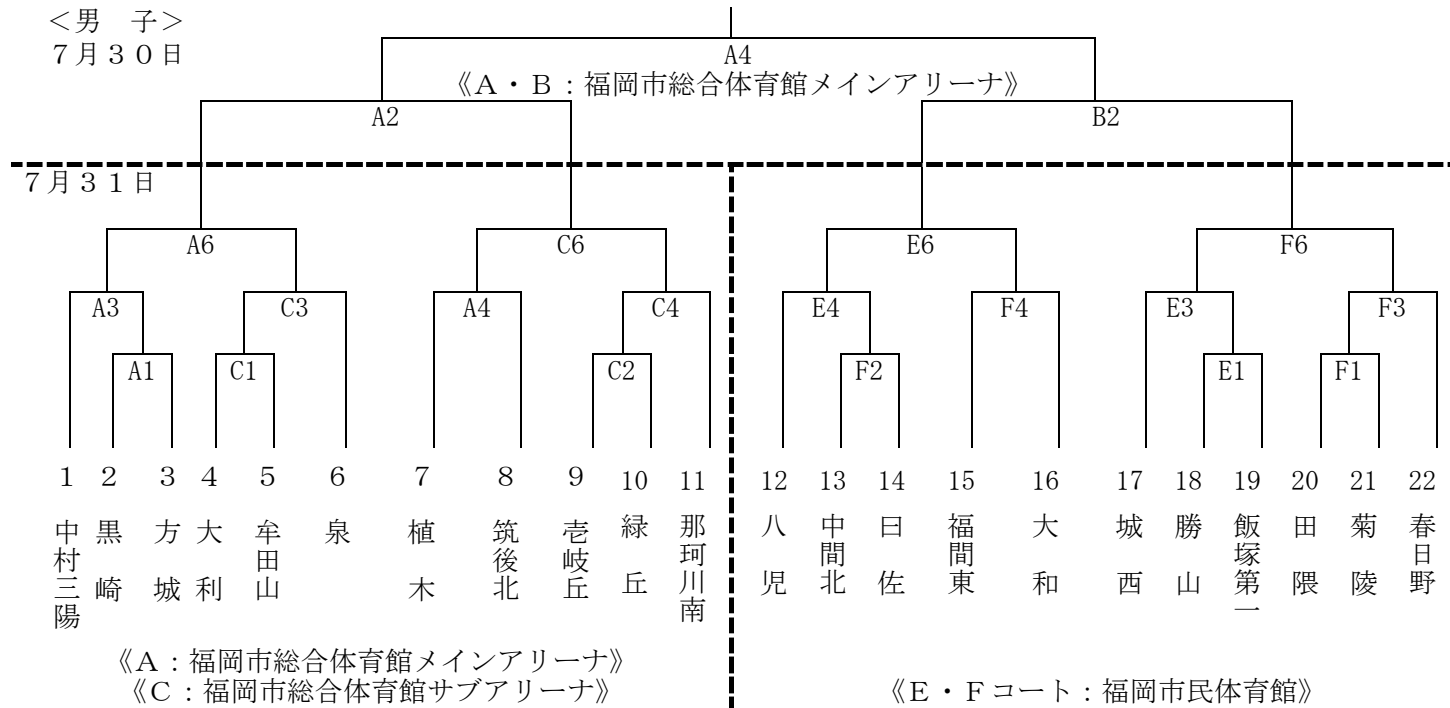 ＜男　子＞
７月３０日
A4
《Ａ・Ｂ：福岡市総合体育館メインアリーナ》
A2
B2
７月３１日
A6
C6
E6
F6
A3
C3
A4
C4
E4
F4
E3
F3
A1
C1
C2
F2
E1
F1
1
2
3
4
5
6
7
8
9
10
11
12
13
14
15
16
17
18
19
20
21
22
中村三陽
黒　崎
方　城
大　利
牟田山
泉
植　木
筑後北
壱岐丘
緑　丘
那珂川南
八　児
中間北
曰　佐
福間東
大　和
城　西
勝　山
飯塚第一
田　隈
菊　陵
春日野
《Ａ：福岡市総合体育館メインアリーナ》
《Ｃ：福岡市総合体育館サブアリーナ》
《Ｅ・Ｆコート：福岡市民体育館》